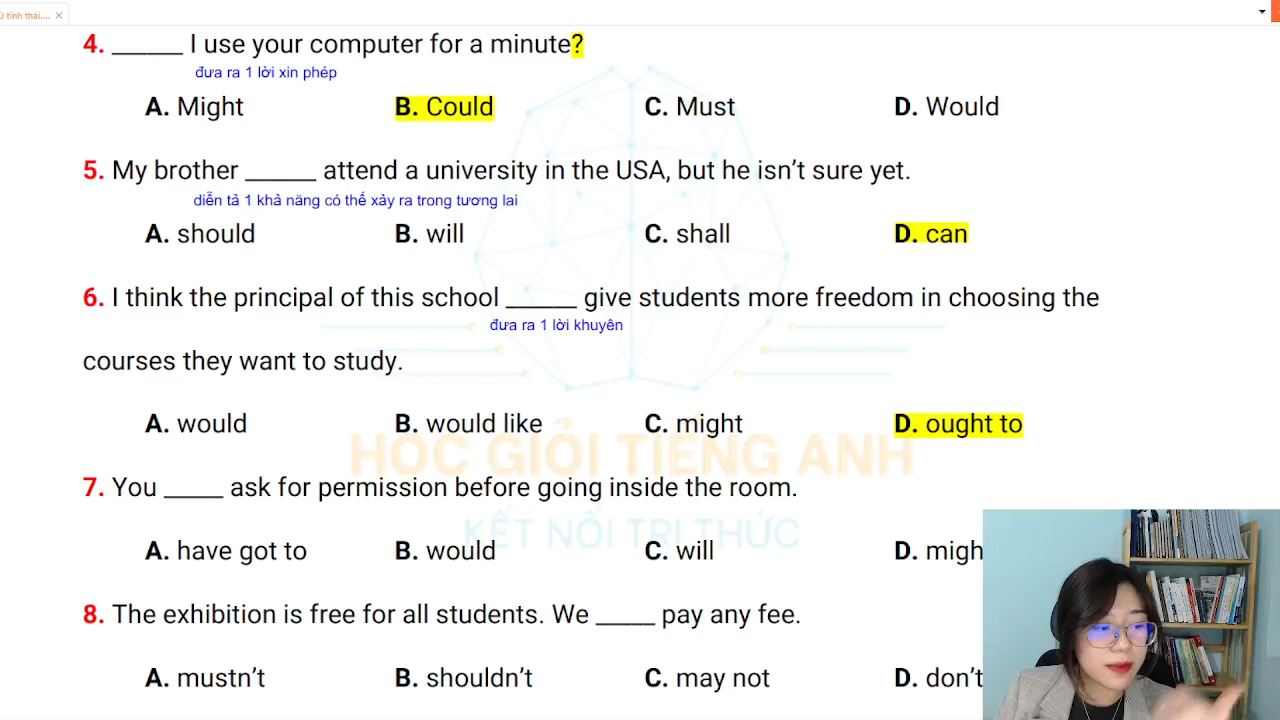 ừ tình thái....
4. ______ I use your computer for a minute?
đưa ra 1 lời xin phép
A. Might B. Could C. Must D. Would
5. My brother ______ attend a university in the USA, but he isn’t sure yet.
diễn tả 1 khả năng có thể xảy ra trong tương lai
A. should B. will C. shall D. can
6. I think the principal of this school ______ give students more freedom in choosing the
đưa ra 1 lời khuyên
courses they want to study.
A. would B. would like C. might D. ought to
HỌC GIỎI TIẾNG ANH
7. You _____ ask for permission before going inside the room.
KẾT NỐI TRI THỨC
A. have got to B. would C. will D. migh
8. The exhibition is free for all students. We _____ pay any fee.
A. mustn’t B. shouldn’t C. may not D. don’t